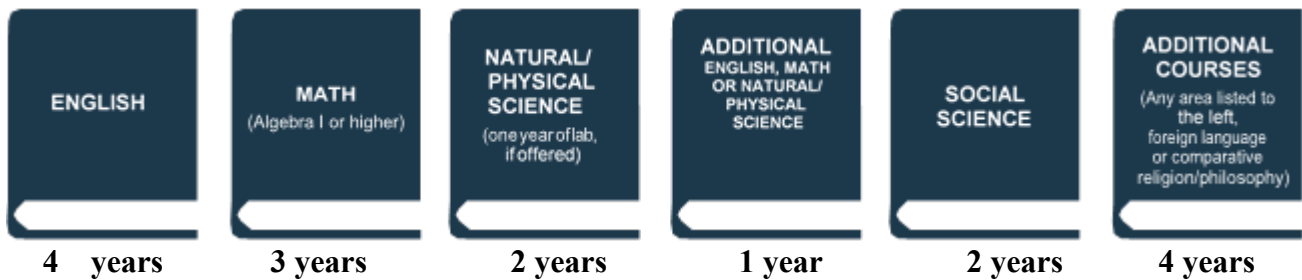 ENGLISH
MATH
(Algebra I or higher)
NATURAL/
PHYSICAL
SCIENCE
(one year of lab,
if offered)
ADDITIONAL
ENGLISH, MATH
OR NATURAL/
PHYSICAL
SCIENCE
SOCIAL
SCIENCE
ADDITIONAL
COURSES
(Any area listed to
the left,
foreign language
or comparative
religion/philosophy)
4 years
3 years
2 years
1 year
2 years
4 years